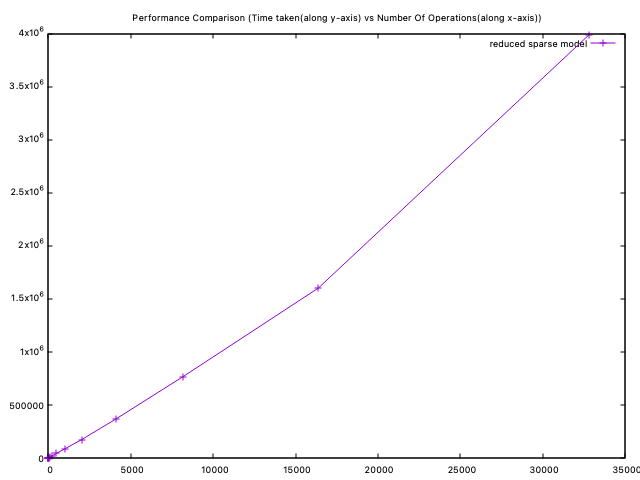 Performance Comparison (Time taken(along y-axis) vs Number Of Operations(along x-axis))
4x10⁶
reduced sparse model
3.5x10⁶
3x10⁶
2.5x10⁶
2x10⁶
1.5x10⁶
1x10⁶
500000
0
0 5000 10000 15000 20000 25000 30000 35000